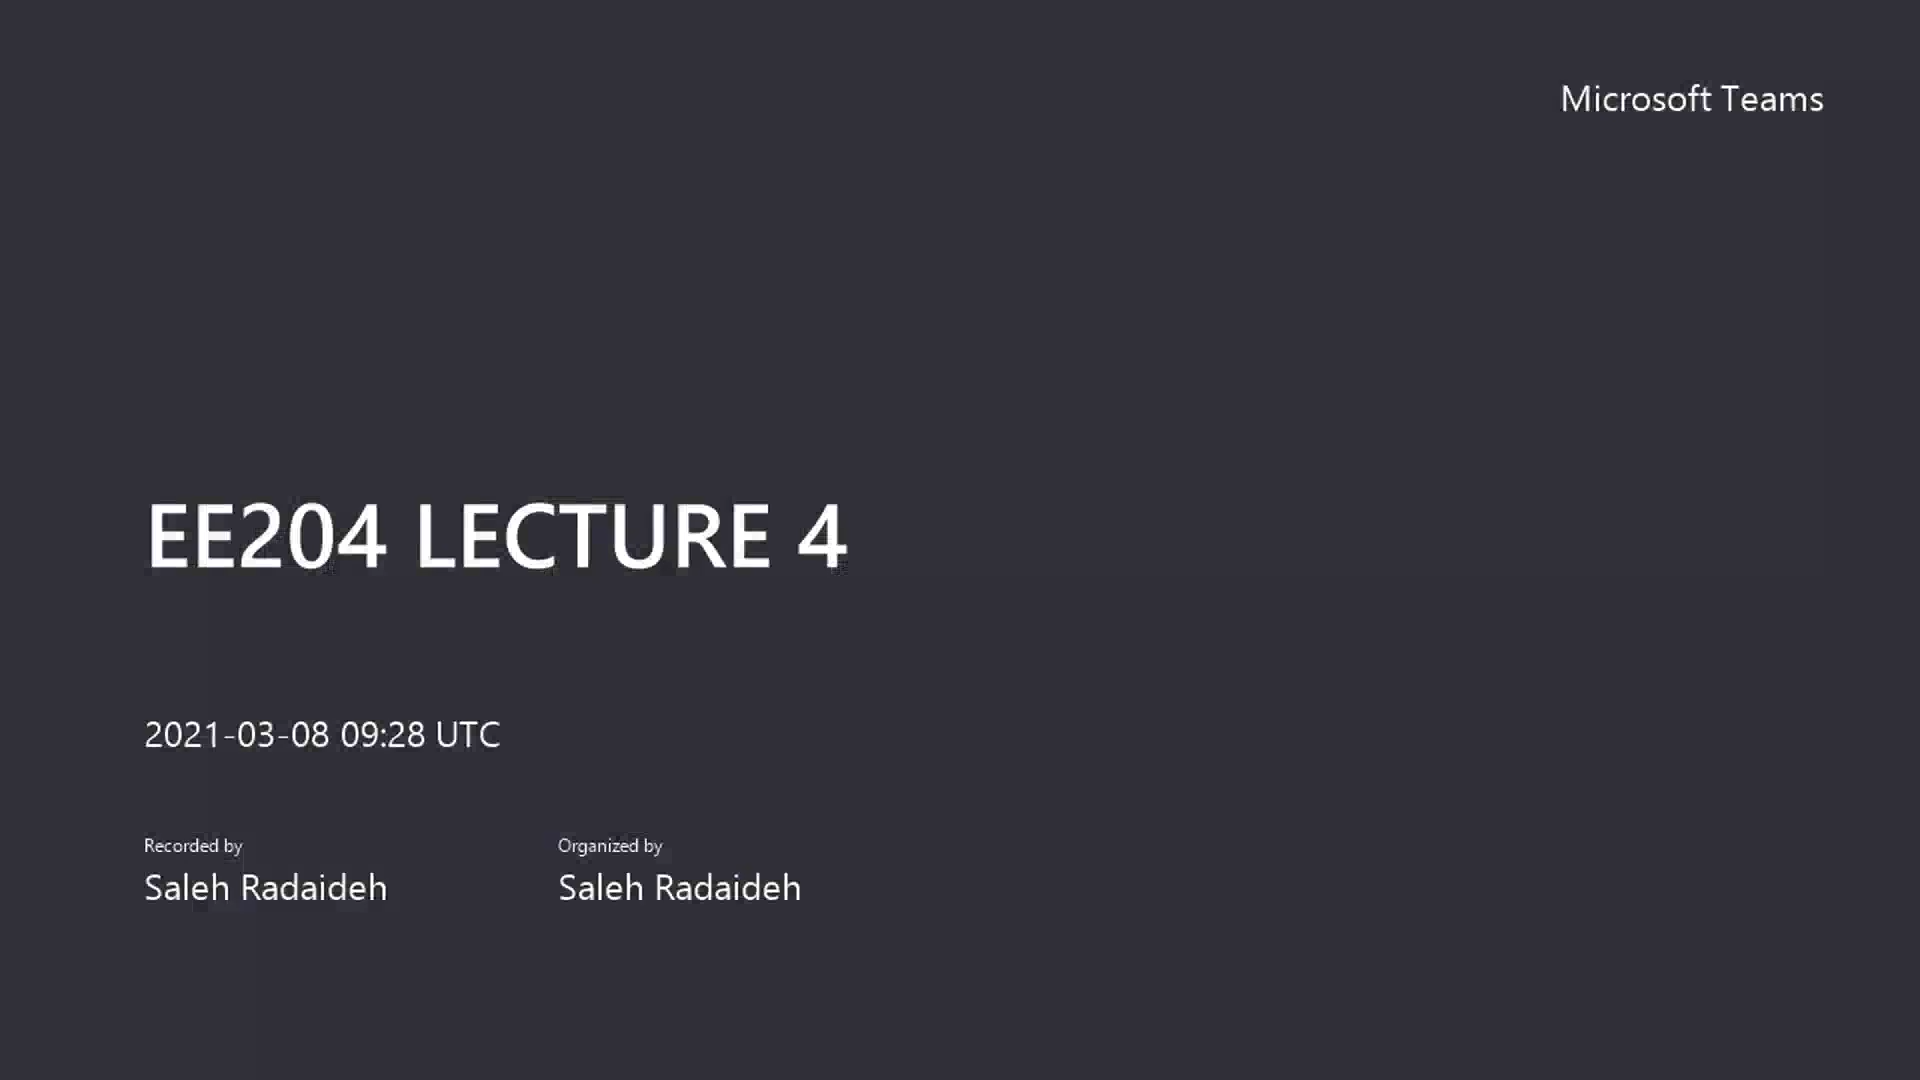 Microsoft Teams
EE204 LECTURE 4
2021-03-08 09:28 UTC
Recorded by
Saleh Radaideh
Organized by
Saleh Radaideh